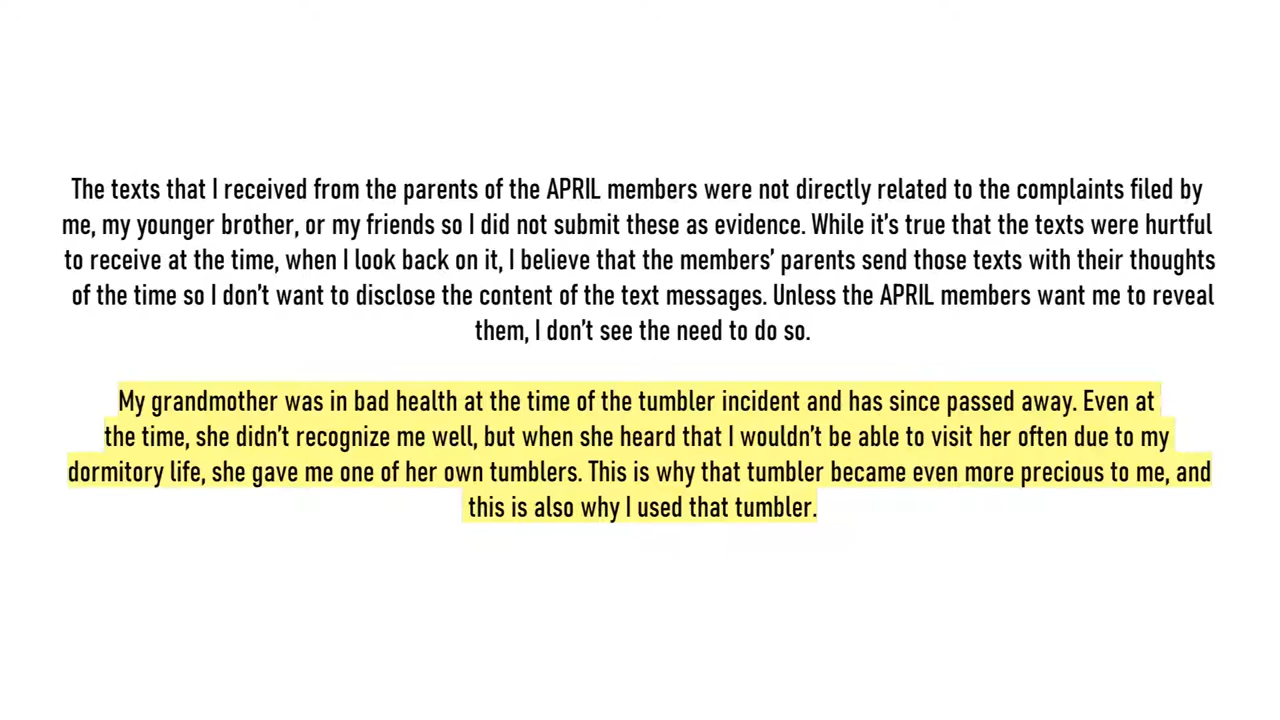 The texts that I received from the parents of the APRIL members were not directly related to the complaints filed by
me, my younger brother, or my friends so I did not submit these as evidence. While it's true that the texts were hurtful
to receive at the time, when I look back on it, I believe that the members' parents send those texts with their thoughts
of the time so I don't want to disclose the content of the text messages. Unless the APRIL members want me to reveal
them, I don't see the need to do so.
My grandmother was in bad health at the time of the tumbler incident and has since passed away. Even at
the time, she didn't recognize me well, but when she heard that I wouldn't be able to visit her often due to my
dormitory life, she gave me one of her own tumblers. This is why that tumbler became even more precious to me, and
this is also why I used that tumbler.